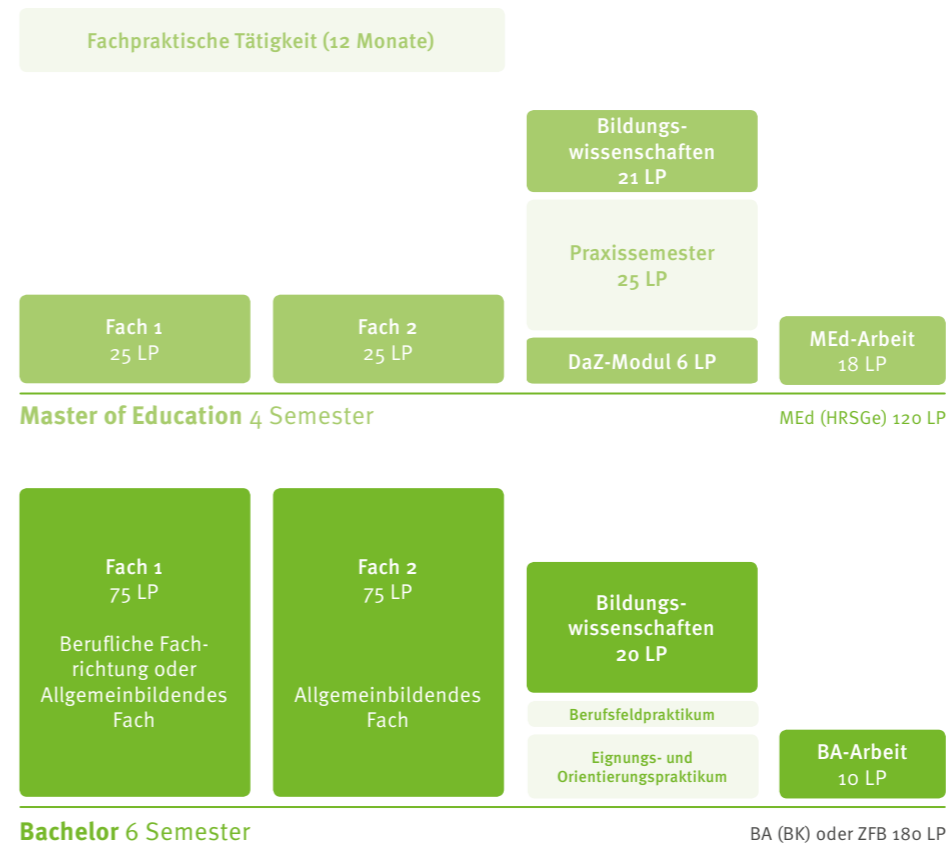 Fachpraktische Tätigkeit (12 Monate)
Bildungs-
wissenschaften
21 LP
Praxissemester
25 LP
Fach 1
25 LP
Fach 2
25 LP
DaZ-Modul 6 LP
MEd-Arbeit
18 LP
Master of Education 4 Semester
MEd (HRSGe) 120 LP
Fach 1
75 LP
Berufliche Fach-
richtung oder
Allgemeinbildendes
Fach
Fach 2
75 LP
Allgemeinbildendes
Fach
Bildungs-
wissenschaften
20 LP
Berufsfeldpraktikum
Eignungs- und
Orientierungspraktikum
BA-Arbeit
10 LP
Bachelor 6 Semester
BA (BK) oder ZFB 180 LP